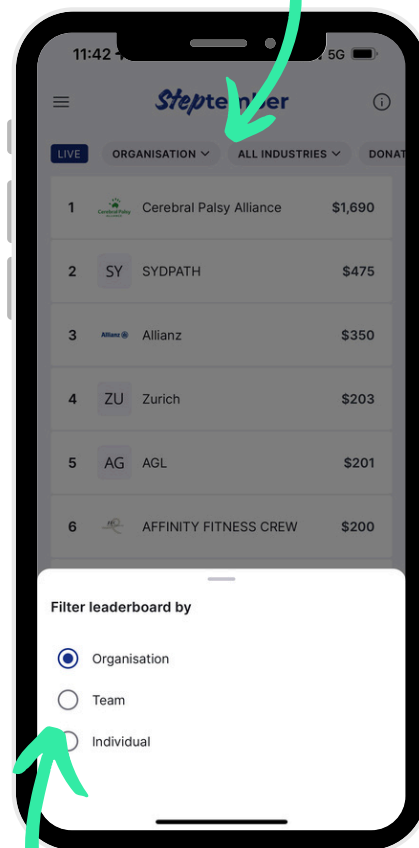 11:42
5G
Steptember
LIVE ORGANISATION ALL INDUSTRIES DONAT
1 Cerebral Palsy Cerebral Palsy Alliance $1,690
2 SY SYDPATH $475
3 Allianz Allianz $350
4 ZU Zurich $203
5 AG AGL $201
6 AFFINITY FITNESS CREW $200
Filter leaderboard by
Organisation
Team
Individual